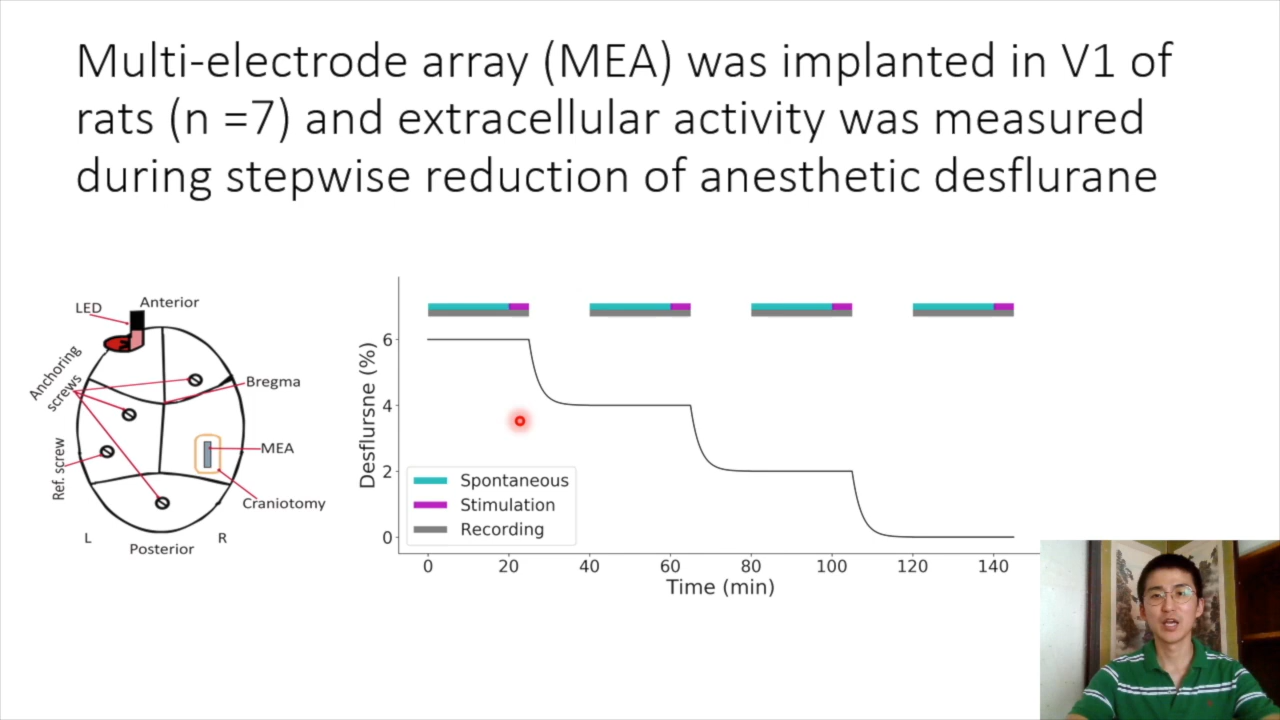 Multi-electrode array (MEA) was implanted in V1 of
rats (n =7) and extracellular activity was measured
during stepwise reduction of anesthetic desflurane
LED
Anterior
Anchoring
screws
Bregma
Ref. screw
MEA
Craniotomy
L
R
Posterior
Desflursne (%)
6
4
2
0
Spontaneous
Stimulation
Recording
0 20 40 60 80 100 120 140
Time (min)